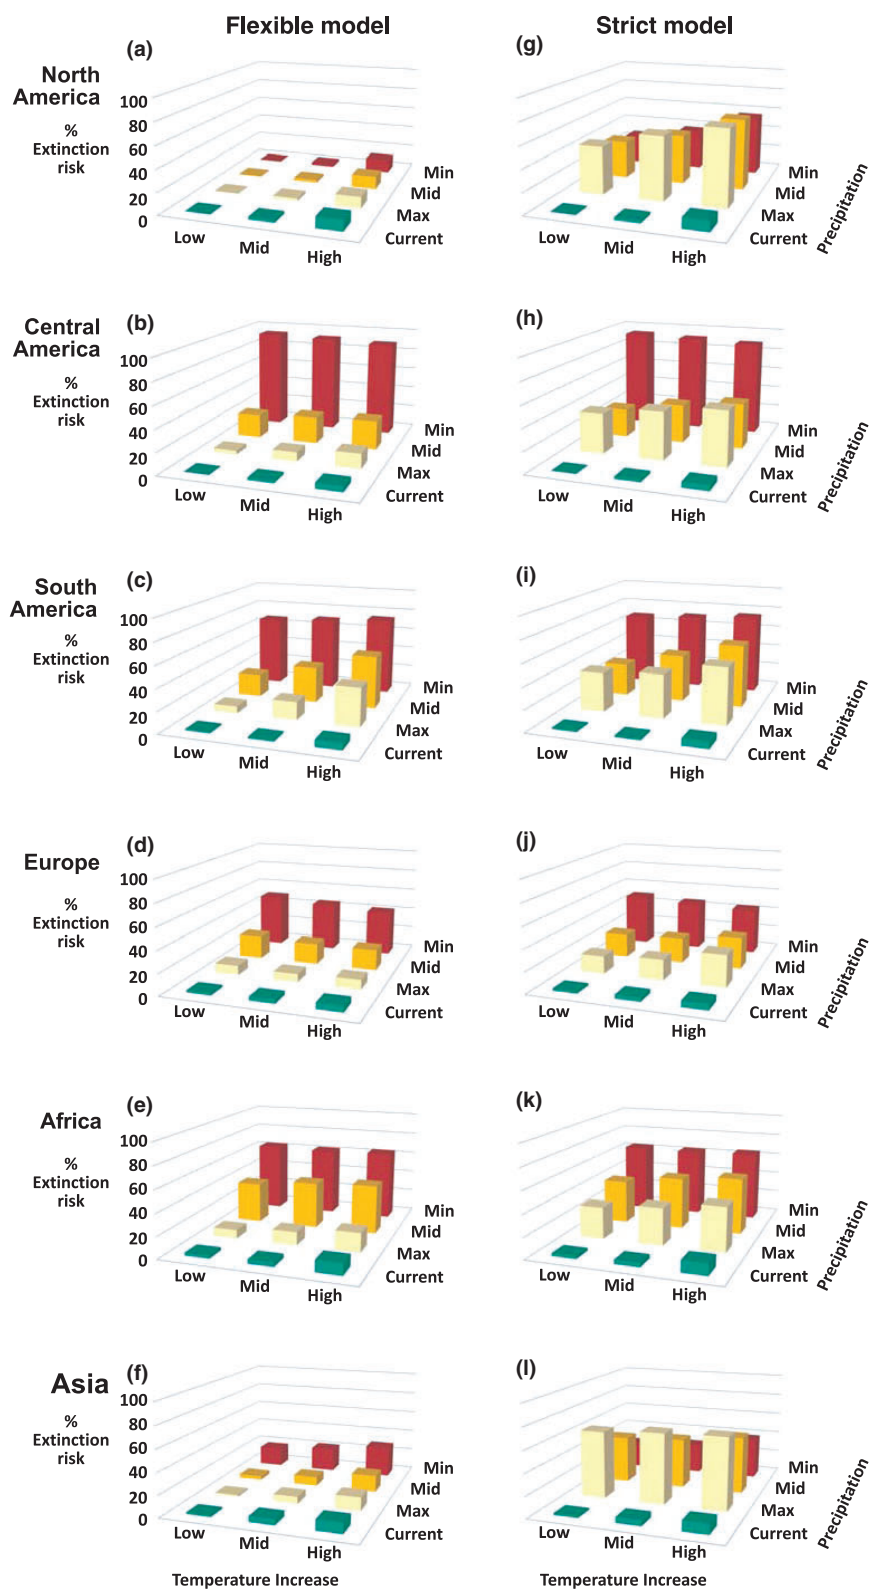 Flexible model
Strict model
(a)
(g)
North
America
%
Extinction
risk
100
80
60
40
20
0
Low
Mid
High
Min
Mid
Max
Current
Low
Mid
High
Min
Mid
Max
Current
Precipitation
(b)
(h)
Central
America
%
Extinction
risk
100
80
60
40
20
0
Low
Mid
High
Min
Mid
Max
Current
Low
Mid
High
Min
Mid
Max
Current
Precipitation
(c)
(i)
South
America
%
Extinction
risk
100
80
60
40
20
0
Low
Mid
High
Min
Mid
Max
Current
Low
Mid
High
Min
Mid
Max
Current
Precipitation
(d)
(j)
Europe
%
Extinction
risk
100
80
60
40
20
0
Low
Mid
High
Min
Mid
Max
Current
Low
Mid
High
Min
Mid
Max
Current
Precipitation
(e)
(k)
Africa
%
Extinction
risk
100
80
60
40
20
0
Low
Mid
High
Min
Mid
Max
Current
Low
Mid
High
Min
Mid
Max
Current
Precipitation
(f)
(l)
Asia
%
Extinction
risk
100
80
60
40
20
0
Low
Mid
High
Min
Mid
Max
Current
Low
Mid
High
Min
Mid
Max
Current
Precipitation
Temperature Increase
Temperature Increase